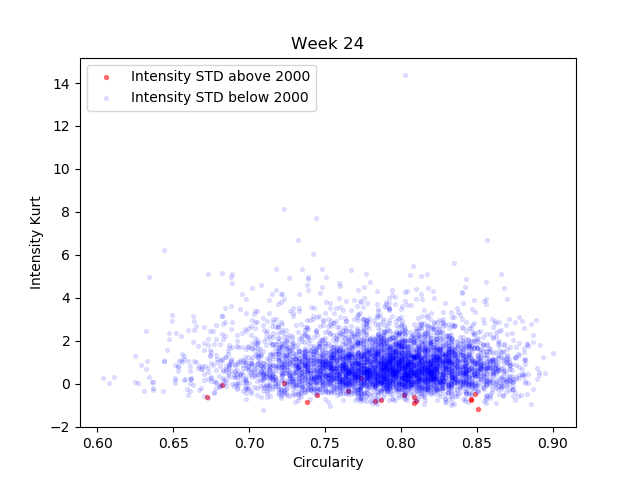 Week 24
Intensity STD above 2000
Intensity STD below 2000
14
12
10
8
6
4
2
0
−2
Intensity Kurt
0.60 0.65 0.70 0.75 0.80 0.85 0.90
Circularity